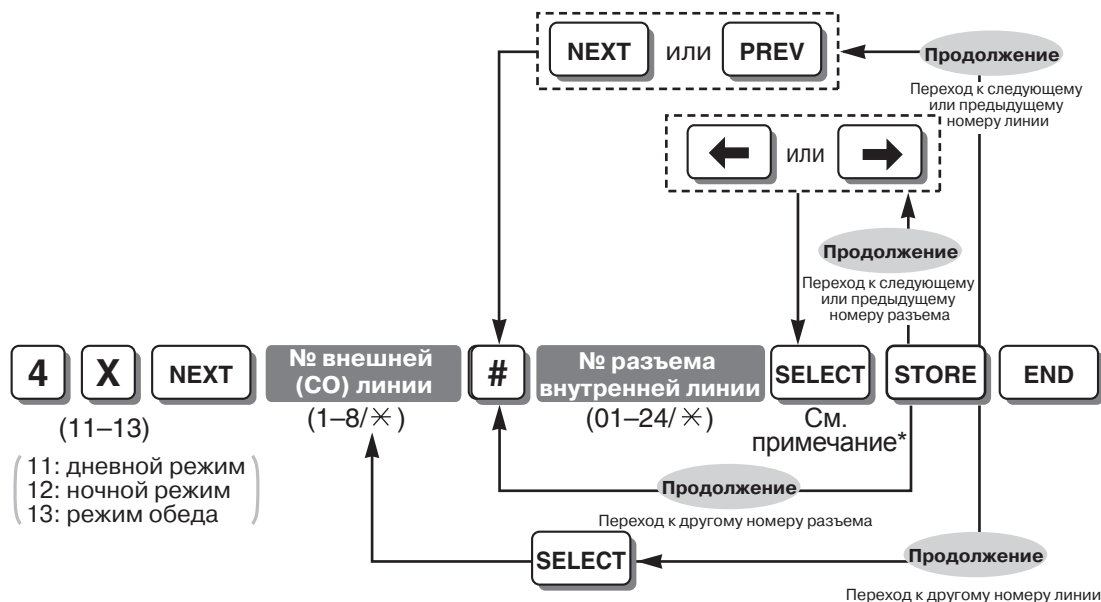 NEXT или PREV
Продолжение
Переход к следующему
или предыдущему
номеру линии
← или →
Продолжение
Переход к следующему
или предыдущему
номеру разъема
4 X NEXT № внешней (CO) линии # № разъема внутренней линии SELECT STORE END
(11–13)
(1–8/✳)
(01–24/✳)
См.
примечание*
11: дневной режим
12: ночной режим
13: режим обеда
Продолжение
Переход к другому номеру разъема
SELECT
Продолжение
Переход к другому номеру линии